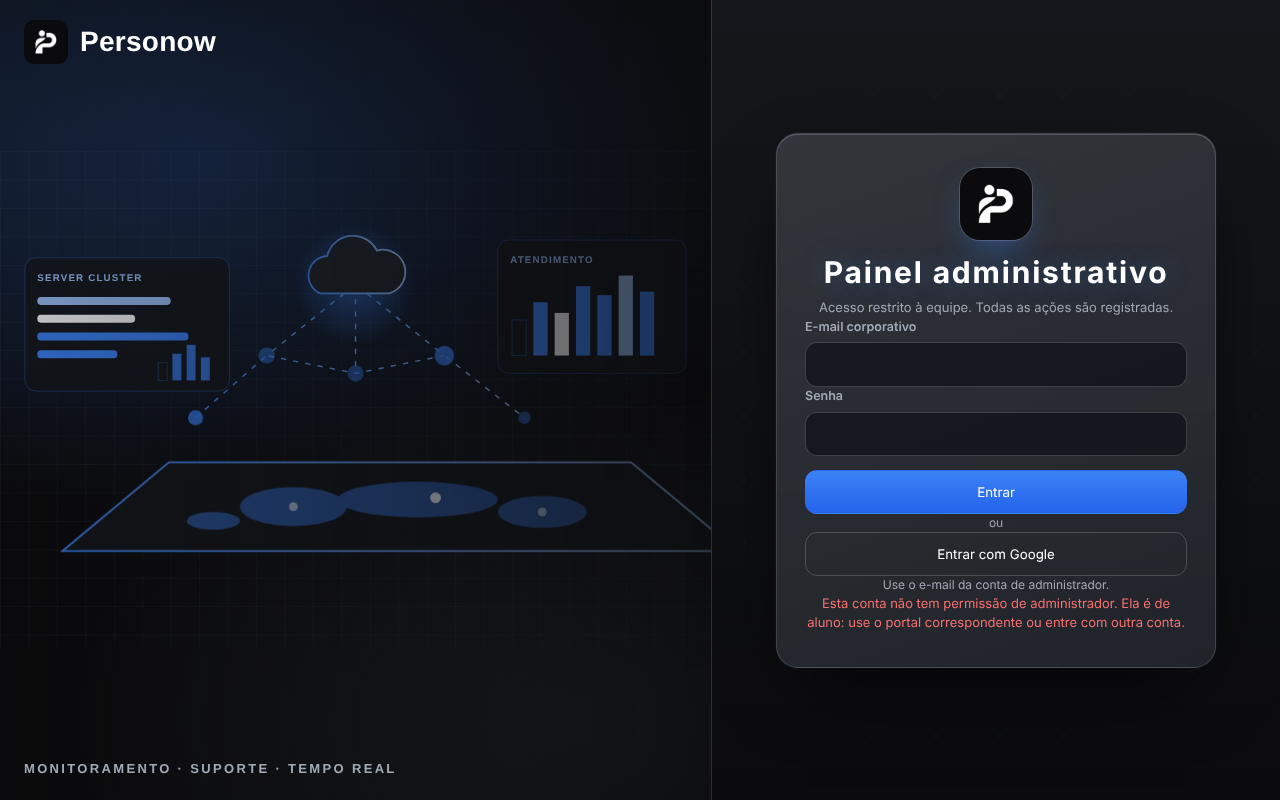 Personow
SERVER CLUSTER
ATENDIMENTO
MONITORAMENTO · SUPORTE · TEMPO REAL
Painel administrativo
Acesso restrito à equipe. Todas as ações são registradas.
E-mail corporativo
Senha
Entrar
ou
Entrar com Google
Use o e-mail da conta de administrador.
Esta conta não tem permissão de administrador. Ela é de
aluno: use o portal correspondente ou entre com outra conta.